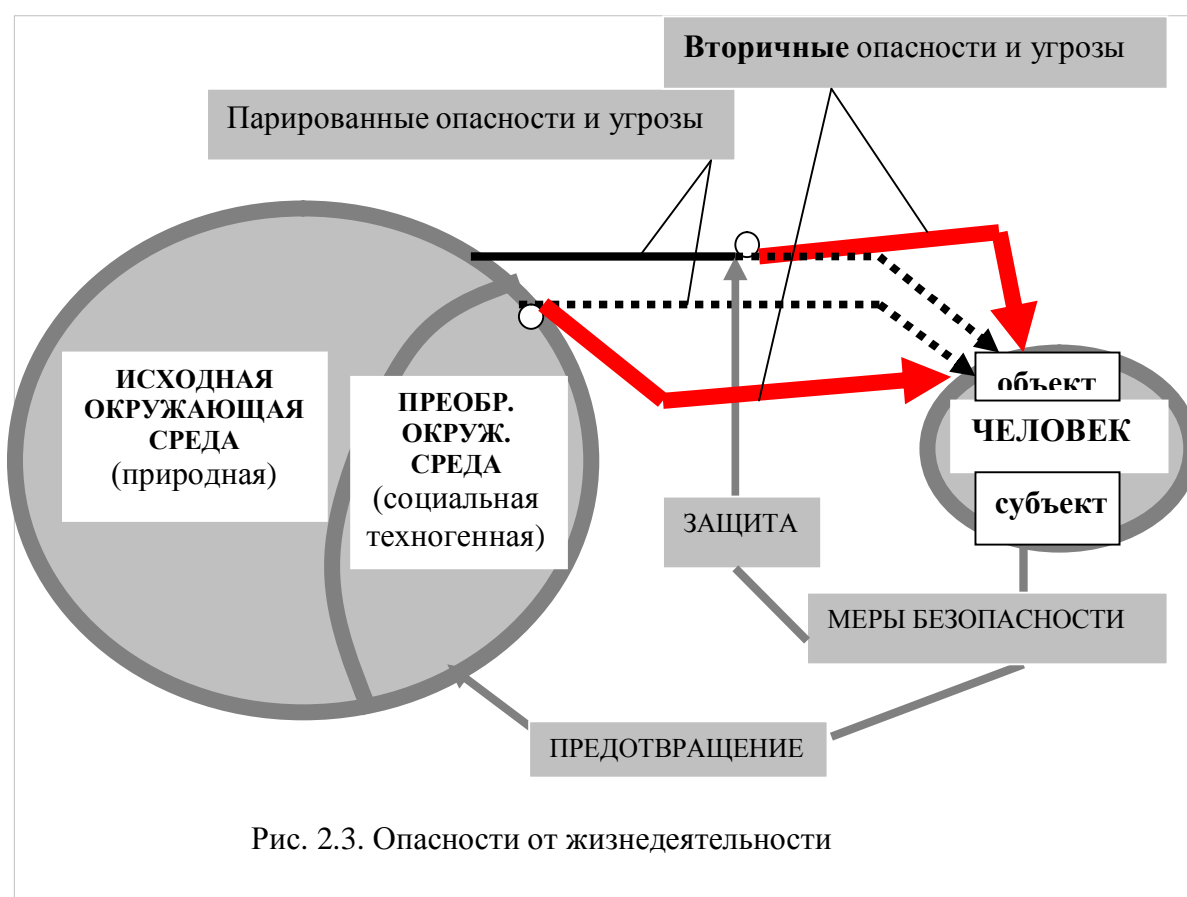 Вторичные опасности и угрозы
Парированные опасности и угрозы
ИСХОДНАЯ
ОКРУЖАЮЩАЯ
СРЕДА
(природная)
ПРЕОБР.
ОКРУЖ.
СРЕДА
(социальная
техногенная)
объект
ЧЕЛОВЕК
субъект
ЗАЩИТА
МЕРЫ БЕЗОПАСНОСТИ
ПРЕДОТВРАЩЕНИЕ
Рис. 2.3. Опасности от жизнедеятельности